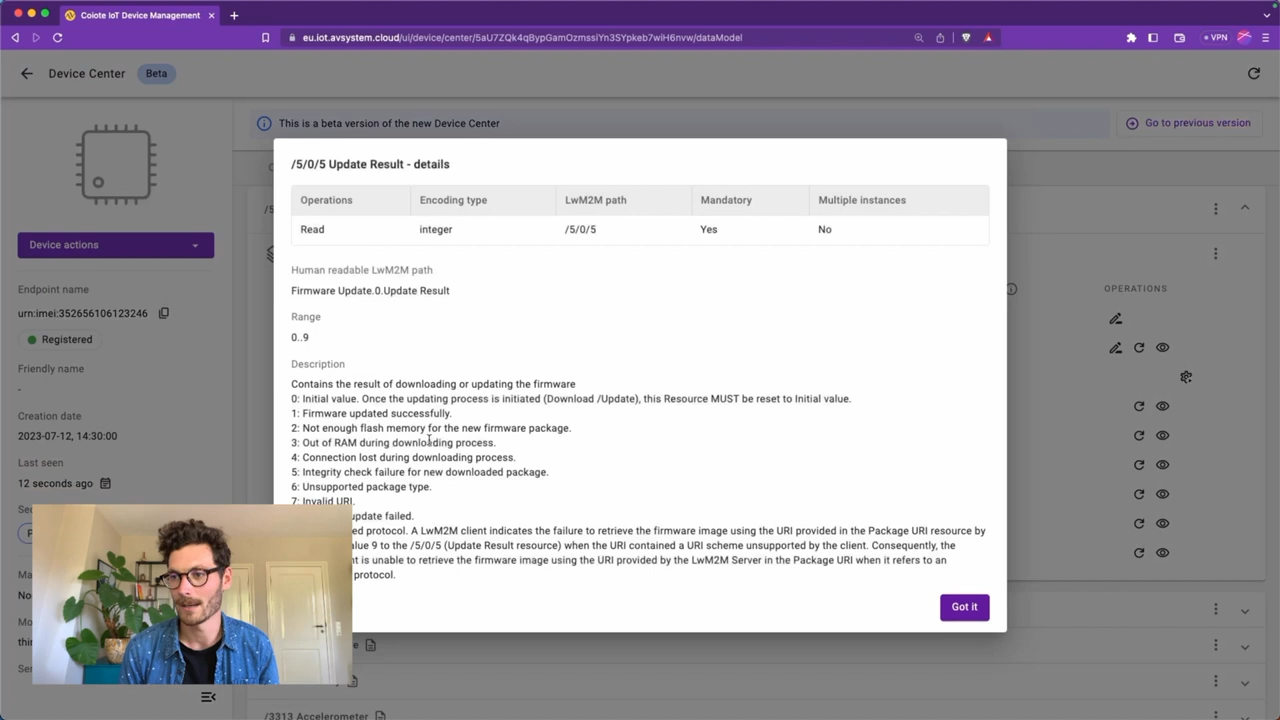 Coiote IoT Device Management
eu.iot.avsystem.cloud/ui/device/center/5aU7ZQk4qBypGamOzmssiYn3SYpkeb7wiH6nvw/dataModel
VPN
Device Center
Beta
This is a beta version of the new Device Center
Go to previous version
Device actions
Endpoint name
urn:imei:352656106123246
Registered
Friendly name
-
Creation date
2023-07-12, 14:30:00
Last seen
12 seconds ago
/5/0/5 Update Result - details
Operations Encoding type LwM2M path Mandatory Multiple instances
Read integer /5/0/5 Yes No
Human readable LwM2M path
Firmware Update.0.Update Result
Range
0..9
Description
Contains the result of downloading or updating the firmware
0: Initial value. Once the updating process is initiated (Download /Update), this Resource MUST be reset to Initial value.
1: Firmware updated successfully.
2: Not enough flash memory for the new firmware package.
3: Out of RAM during downloading process.
4: Connection lost during downloading process.
5: Integrity check failure for new downloaded package.
6: Unsupported package type.
7: Invalid URI.
update failed.
ed protocol. A LwM2M client indicates the failure to retrieve the firmware image using the URI provided in the Package URI resource by
alue 9 to the /5/0/5 (Update Result resource) when the URI contained a URI scheme unsupported by the client. Consequently, the
t is unable to retrieve the firmware image using the URI provided by the LwM2M Server in the Package URI when it refers to an
protocol.
Got it
OPERATIONS
/3313 Accelerometer